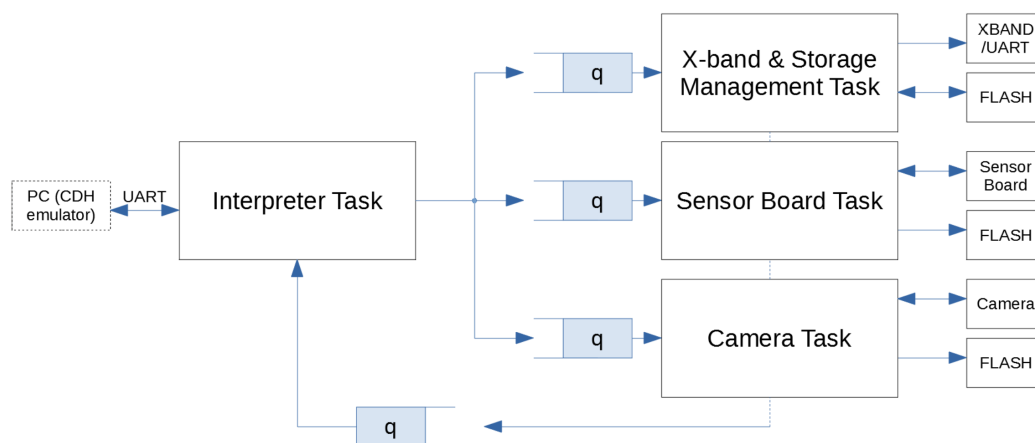 XBAND
/UART
X-band & Storage
Management Task
q
FLASH
PC (CDH
emulator)
UART
Interpreter Task
q
Sensor Board Task
Sensor
Board
FLASH
q
Camera Task
Camera
FLASH
q